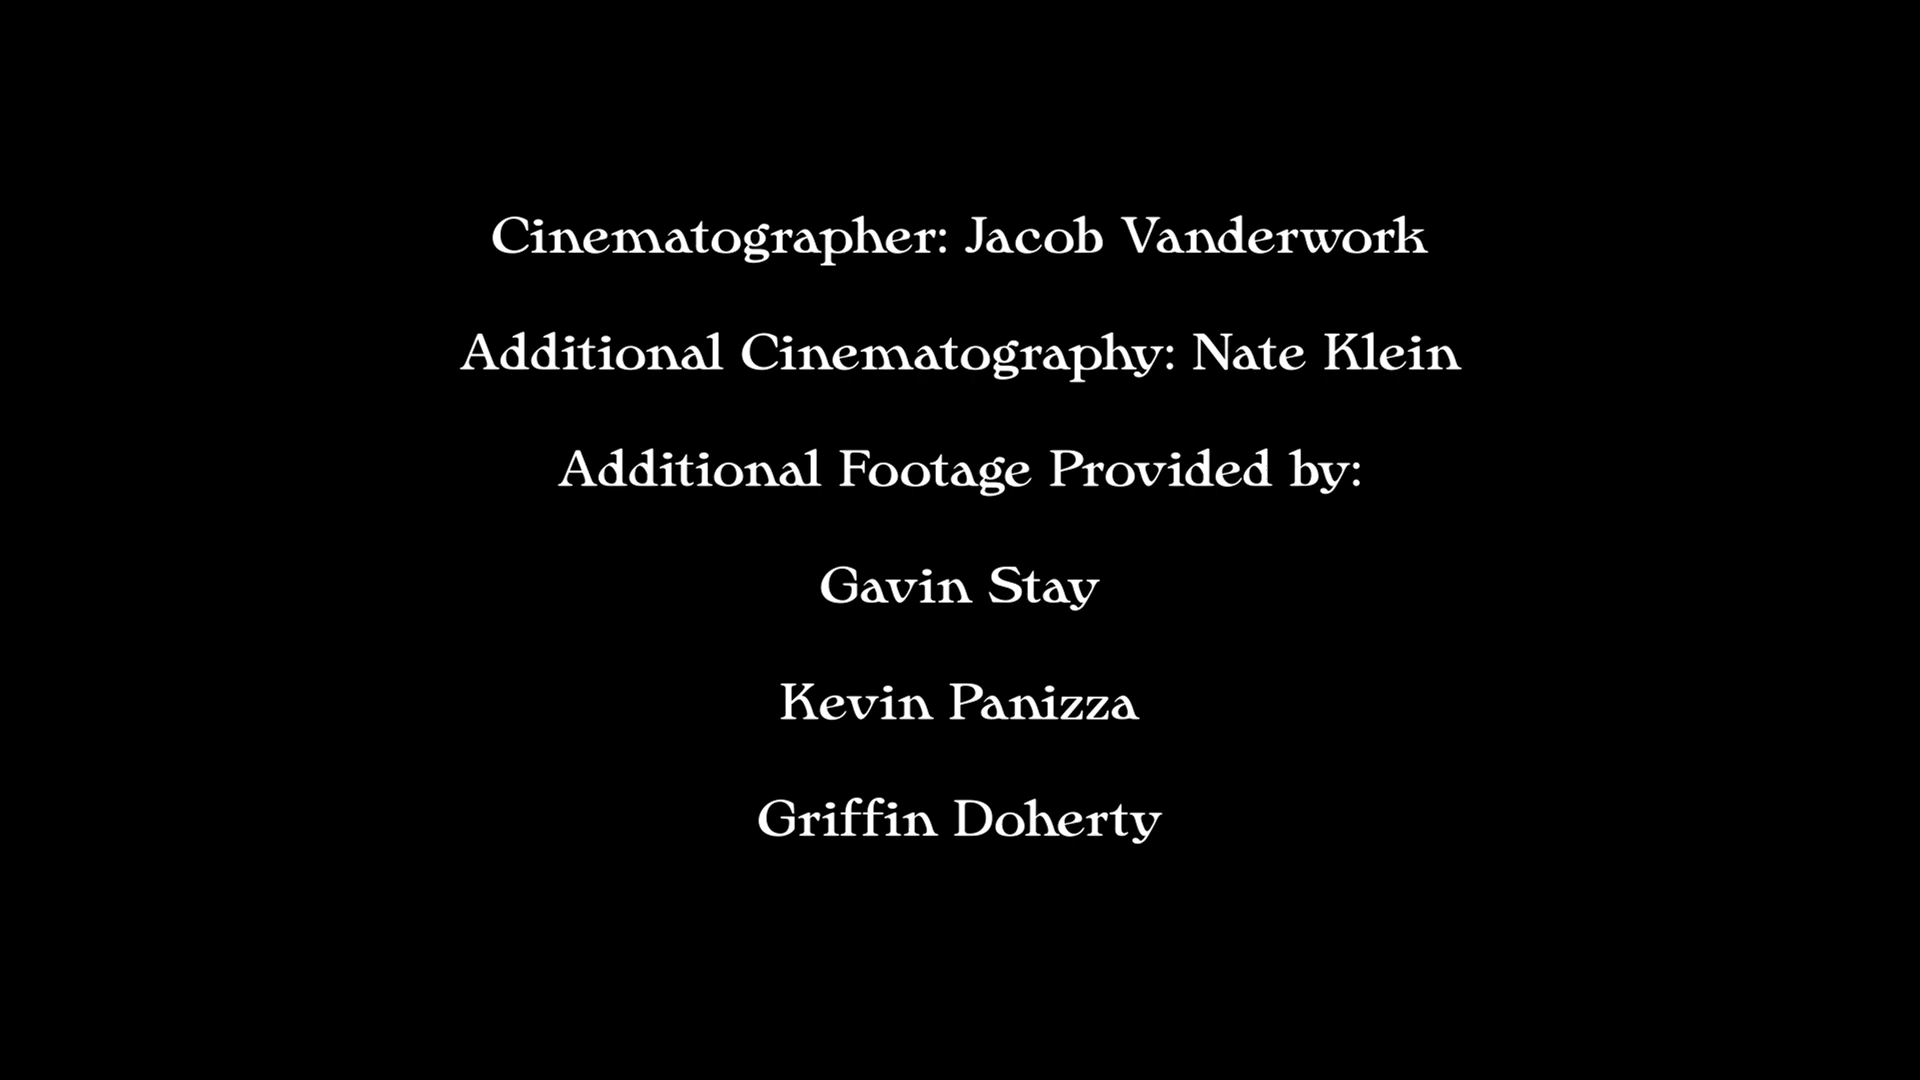 Cinematographer: Jacob Vanderwork
Additional Cinematography: Nate Klein
Additional Footage Provided by:
Gavin Stay
Kevin Panizza
Griffin Doherty